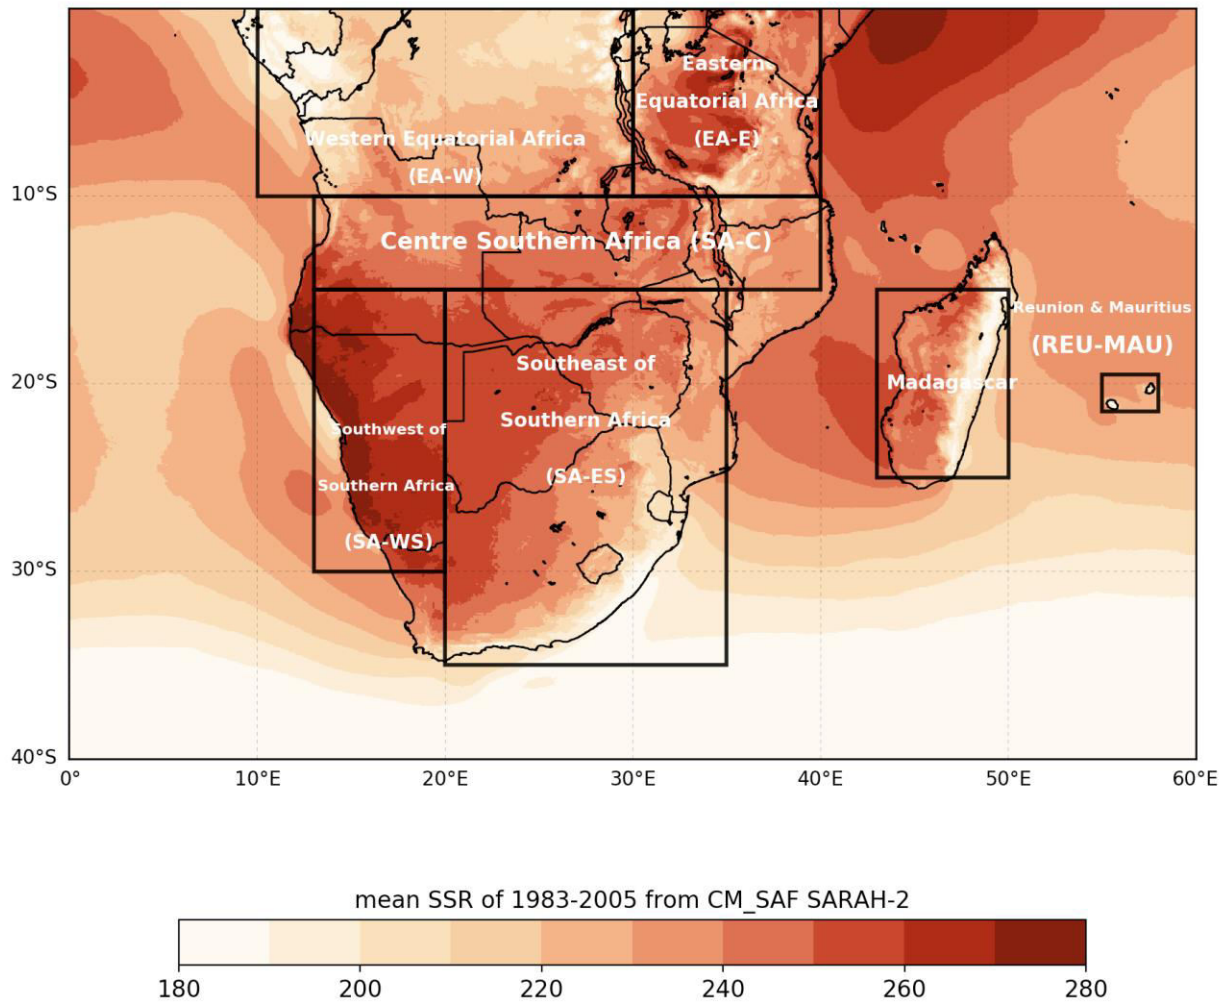 Eastern
Equatorial Africa
(EA-E)
Western Equatorial Africa
(EA-W)
10°S
Centre Southern Africa (SA-C)
Reunion & Mauritius
(REU-MAU)
Southeast of
20°S
Madagascar
Southern Africa
Southwest of
(SA-ES)
Southern Africa
(SA-WS)
30°S
40°S
0°
10°E
20°E
30°E
40°E
50°E
60°E
mean SSR of 1983-2005 from CM_SAF SARAH-2
180
200
220
240
260
280